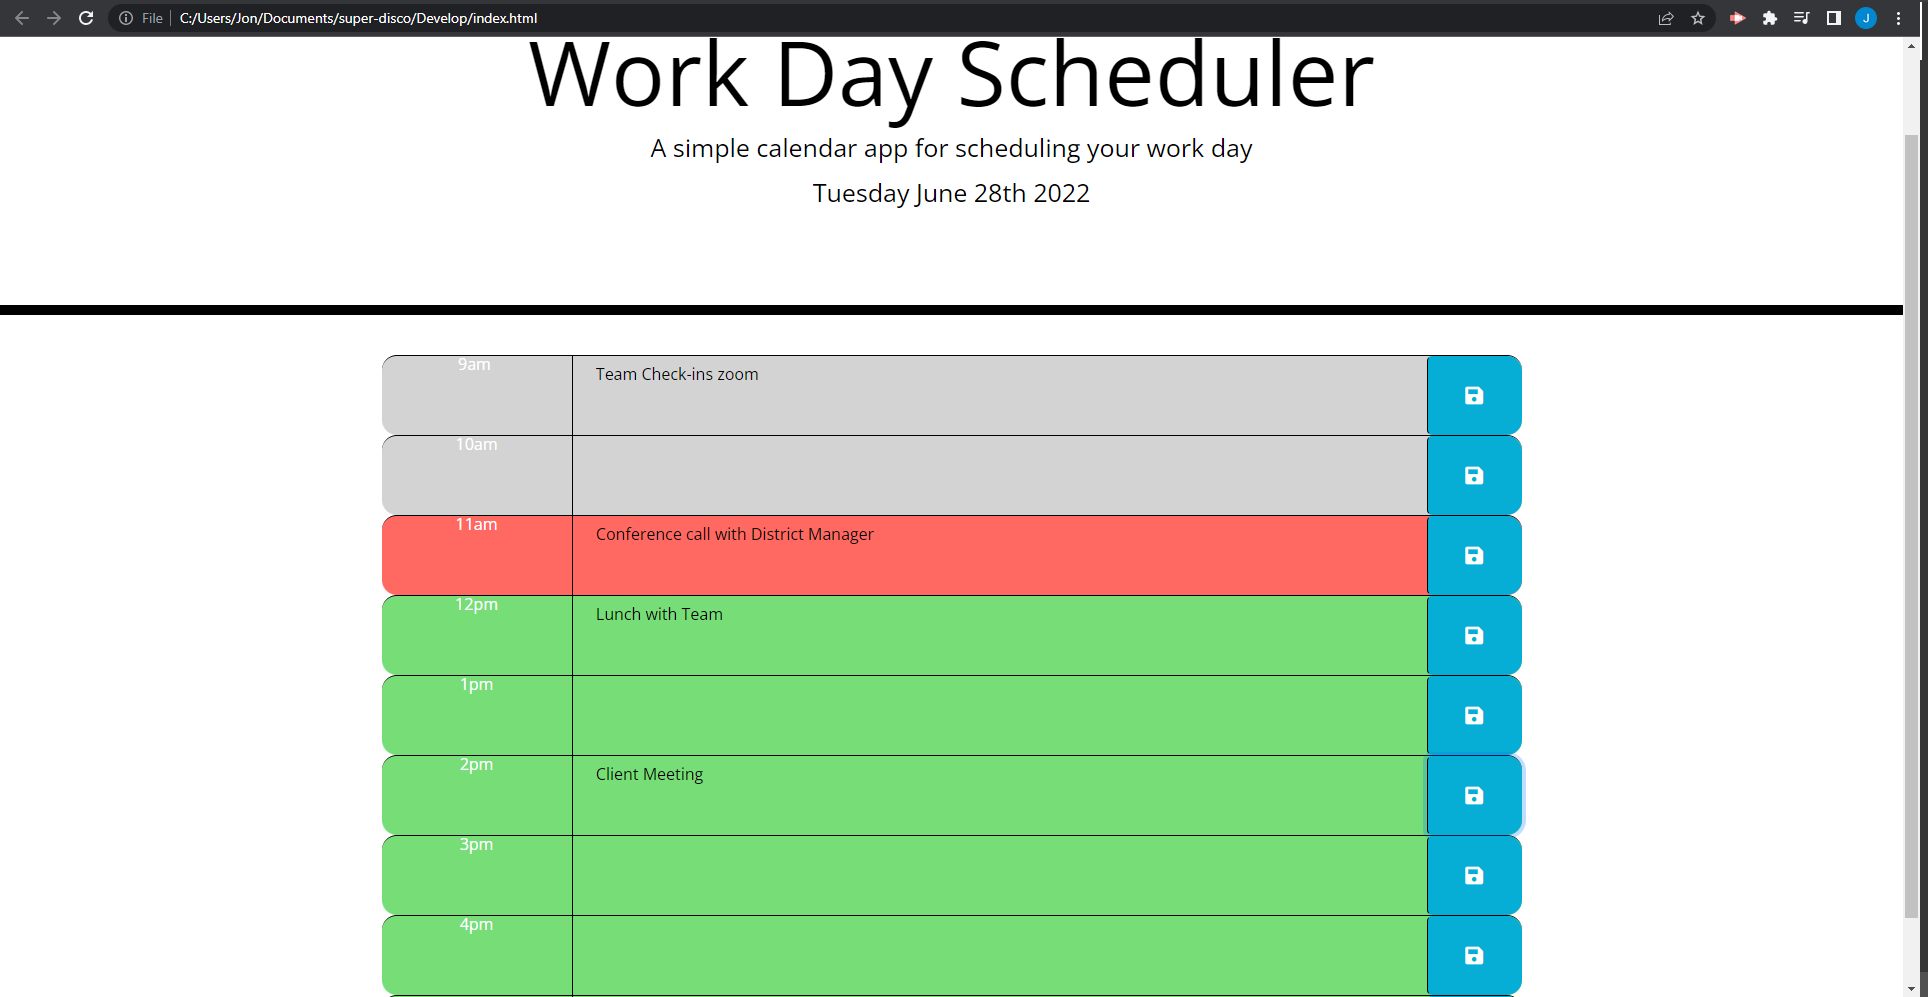 File C:/Users/Jon/Documents/super-disco/Develop/index.html
J
Work Day Scheduler
A simple calendar app for scheduling your work day
Tuesday June 28th 2022
9am Team Check-ins zoom
10am
11am Conference call with District Manager
12pm Lunch with Team
1pm
2pm Client Meeting
3pm
4pm